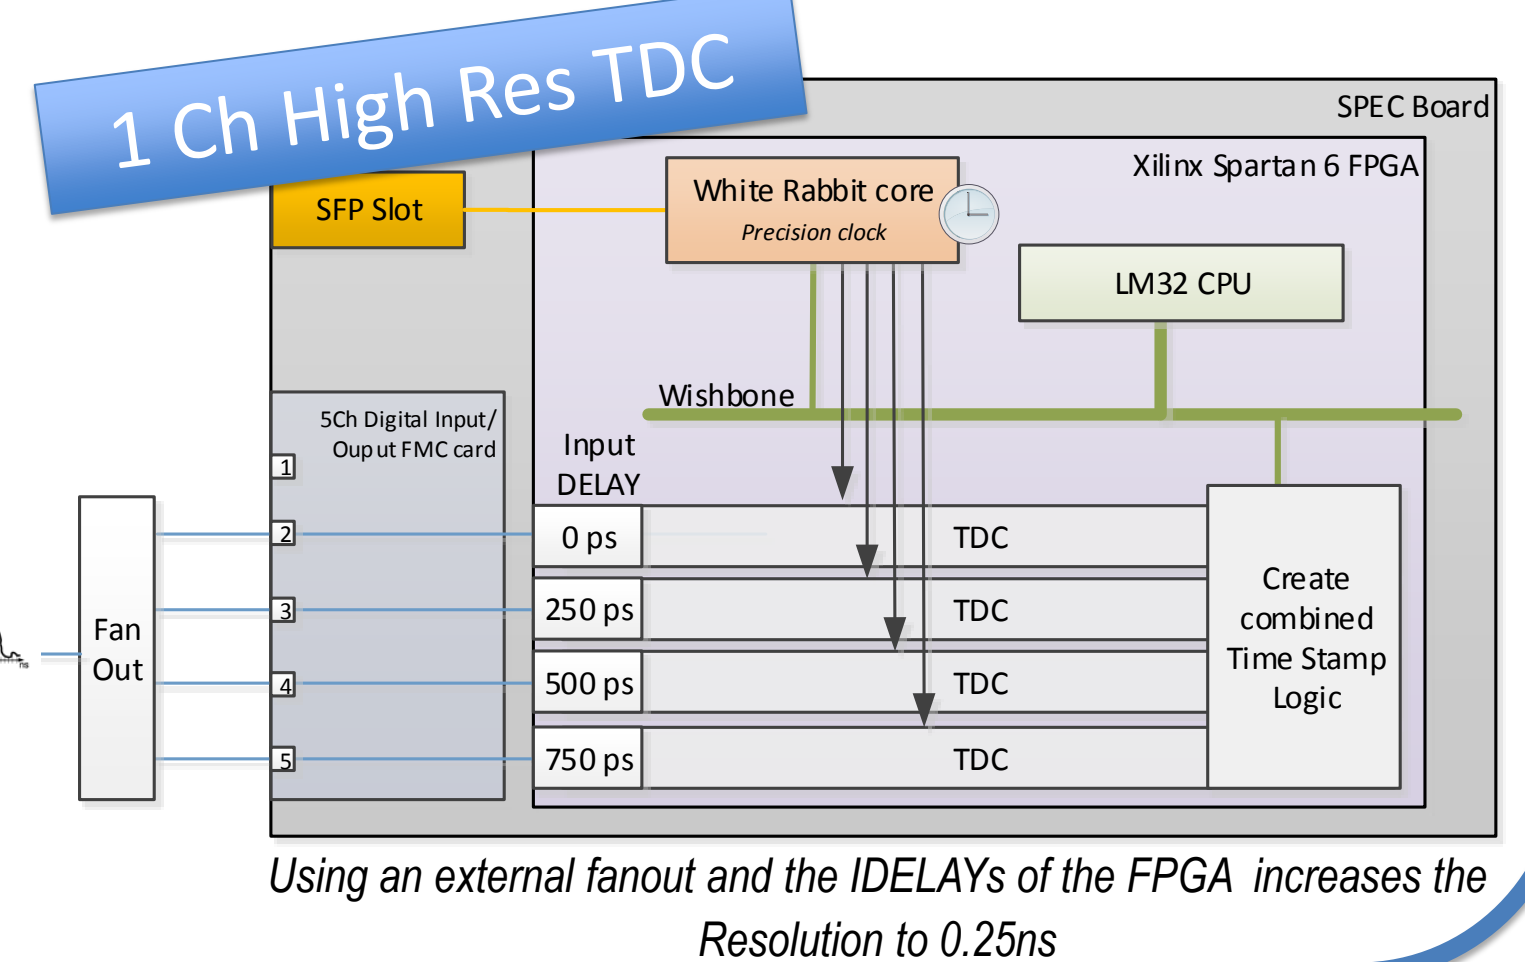 1 Ch High Res TDC
SPEC Board
Xilinx Spartan 6 FPGA
SFP Slot
White Rabbit core
Precision clock
LM32 CPU
Wishbone
5Ch Digital Input/
Ouput FMC card
Input
DELAY
1
2
3
4
5
Fan
Out
ns
0 ps
TDC
250 ps
TDC
500 ps
TDC
750 ps
TDC
Create
combined
Time Stamp
Logic
Using an external fanout and the IDELAYs of the FPGA increases the
Resolution to 0.25ns